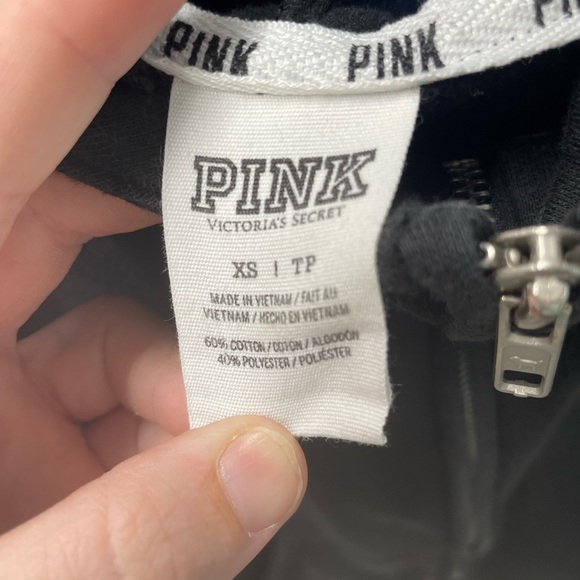 PINK PINK PINK
PINK
VICTORIA'S SECRET
XS | TP
MADE IN VIETNAM / FAIT AU
VIETNAM / HECHO EN VIETNAM
60% COTTON / COTON / ALGODÓN
40% POLYESTER / POLIÉSTER